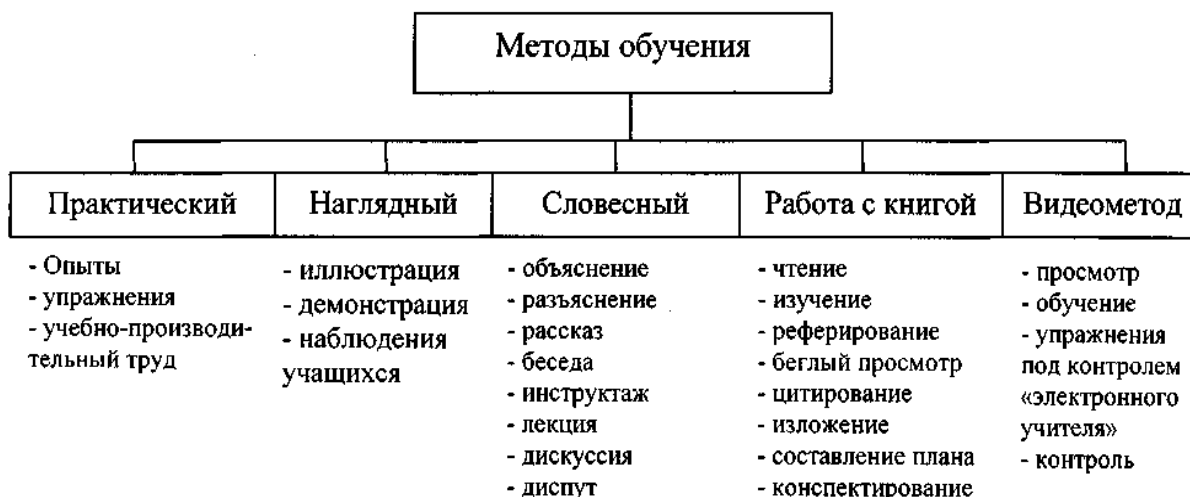 Методы обучения
Практический
- Опыты
- упражнения
- учебно-производи-
тельный труд
Наглядный
- иллюстрация
- демонстрация
- наблюдения
учащихся
Словесный
- объяснение
- разъяснение
- рассказ
- беседа
- инструктаж
- лекция
- дискуссия
- диспут
Работа с книгой
- чтение
- изучение
- реферирование
- беглый просмотр
- цитирование
- изложение
- составление плана
- конспектирование
Видеометод
- просмотр
- обучение
- упражнения
под контролем
«электронного
учителя»
- контроль